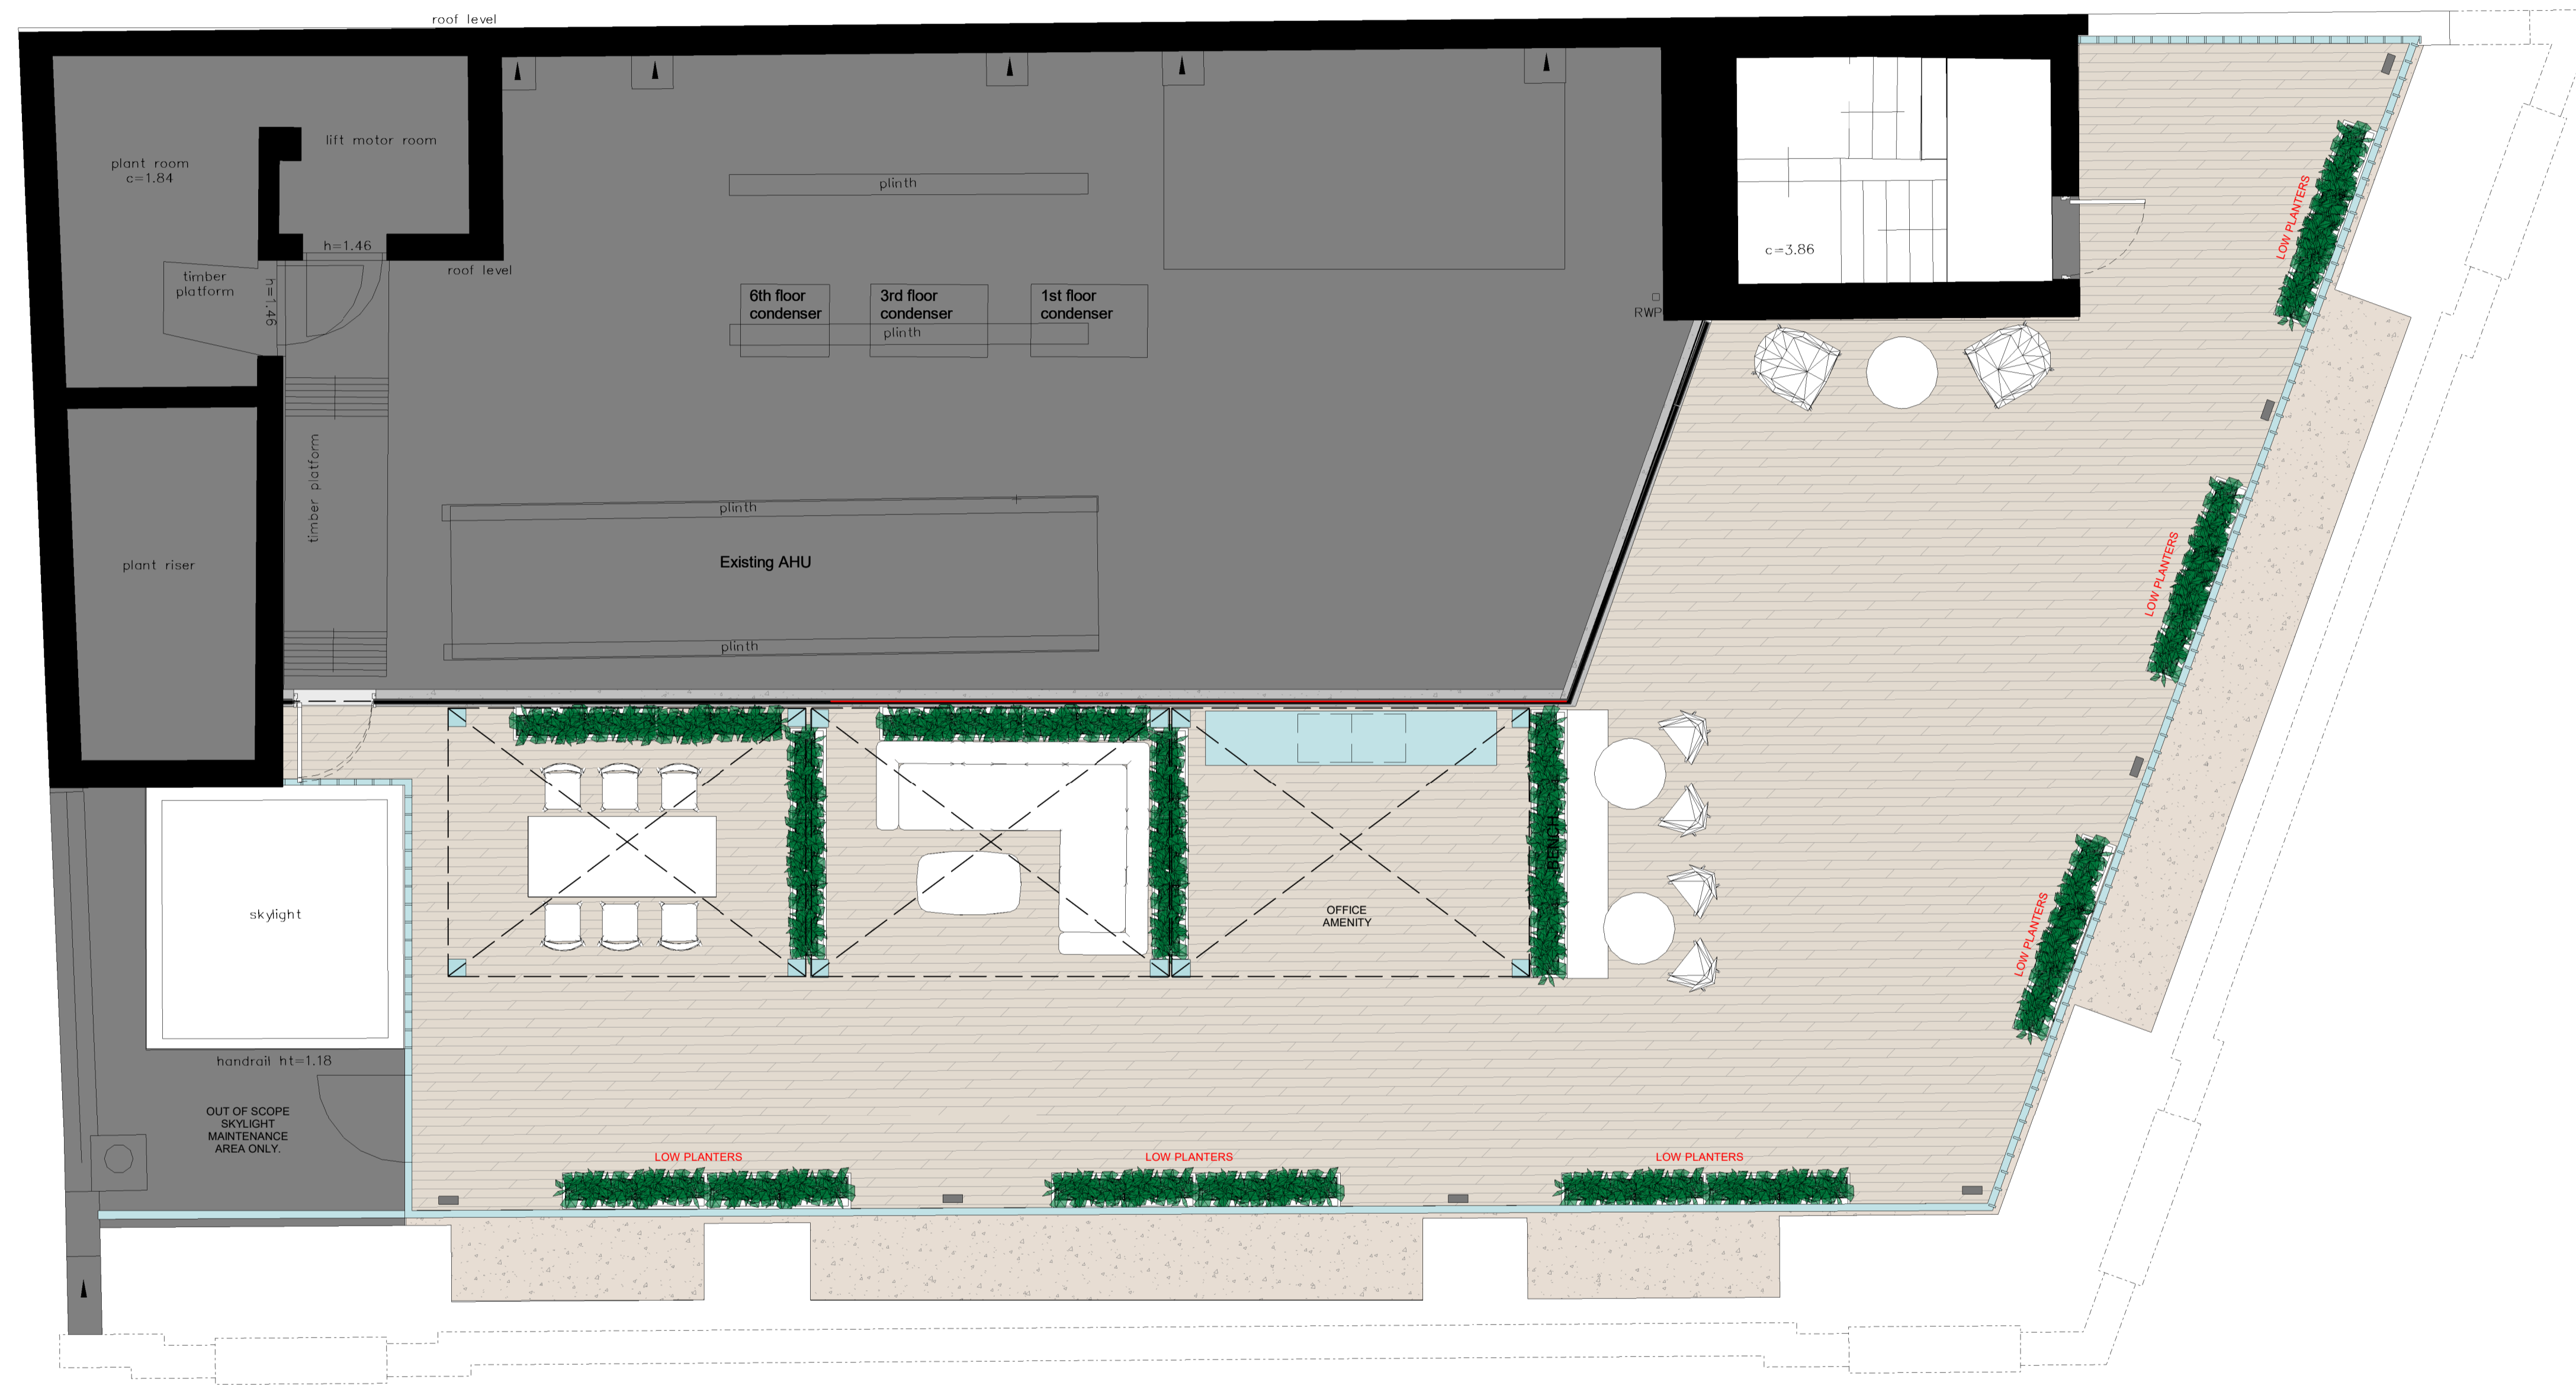 roof level
lift motor room
plant room
c=1.84
plinth
h=1.46
c=3.86
LOW PLANTERS
roof level
timber
platform
h=1.46
6th floor
condenser
3rd floor
condenser
1st floor
condenser
plinth
RWP
timber platform
plinth
Existing AHU
plant riser
LOW PLANTERS
plinth
BENCH
skylight
OFFICE
AMENITY
LOW PLANTERS
handrail ht=1.18
OUT OF SCOPE
SKYLIGHT
MAINTENANCE
AREA ONLY.
LOW PLANTERS
LOW PLANTERS
LOW PLANTERS